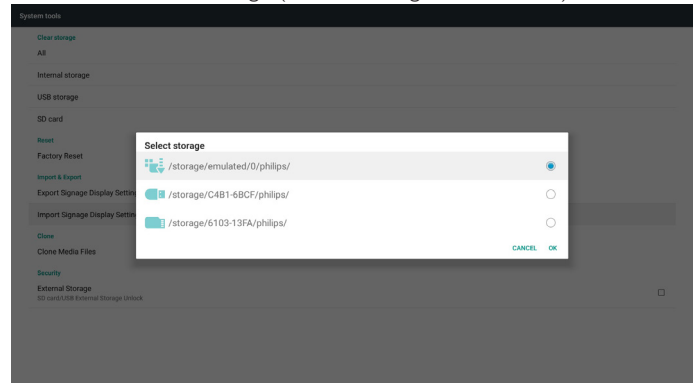 System tools
Clear storage
All
Internal storage
USB storage
SD card
Reset
Factory Reset
Import & Export
Export Signage Display Settin
Import Signage Display Settin
Clone
Clone Media Files
Security
External Storage
SD card/USB External Storage Unlock
Select storage
/storage/emulated/0/philips/
/storage/C4B1-6BCF/philips/
/storage/6103-13FA/philips/
CANCEL OK